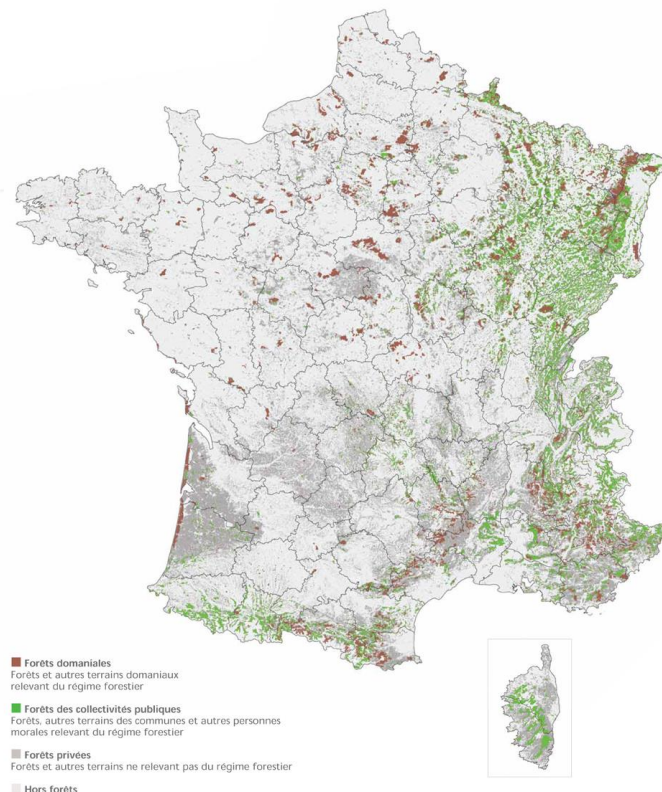 Forêts domaniales
Forêts et autres terrains domaniaux
relevant du régime forestier
Forêts des collectivités publiques
Forêts, autres terrains des communes et autres personnes
morales relevant du régime forestier
Forêts privées
Forêts et autres terrains ne relevant pas du régime forestier
Hors forêts